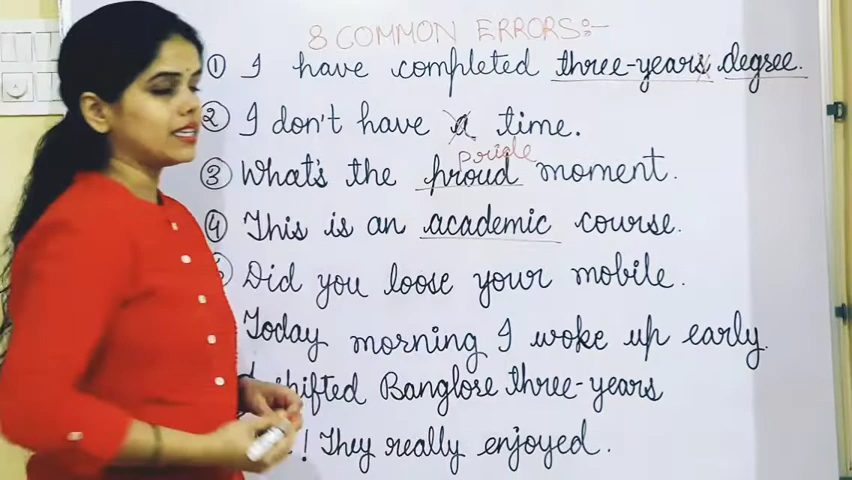 8 COMMON ERRORS:-
① I have completed three-years degree.
② I don't have a time.
pride
③ What's the proud moment.
④ This is an academic course.
Did you loose your mobile.
Today morning I woke up early.
shifted Banglose three-years
! They really enjoyed.